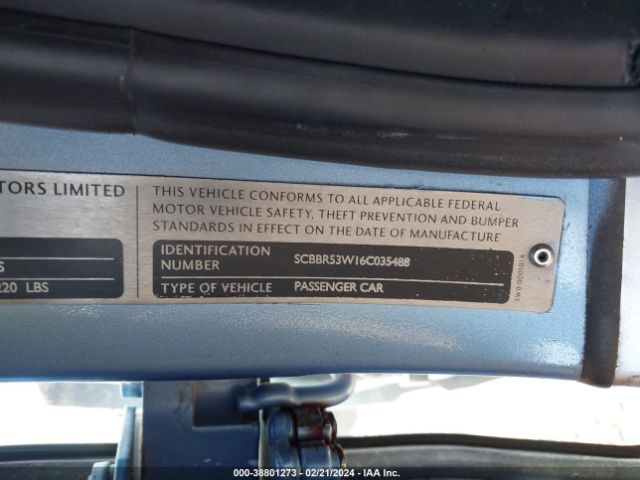 TORS LIMITED
THIS VEHICLE CONFORMS TO ALL APPLICABLE FEDERAL
MOTOR VEHICLE SAFETY, THEFT PREVENTION AND BUMPER
STANDARDS IN EFFECT ON THE DATE OF MANUFACTURE
S
220 LBS
IDENTIFICATION
NUMBER SCBBR53W16C035488
TYPE OF VEHICLE PASSENGER CAR
3W0 000101A
000-38801273 - 02/21/2024 - IAA Inc.